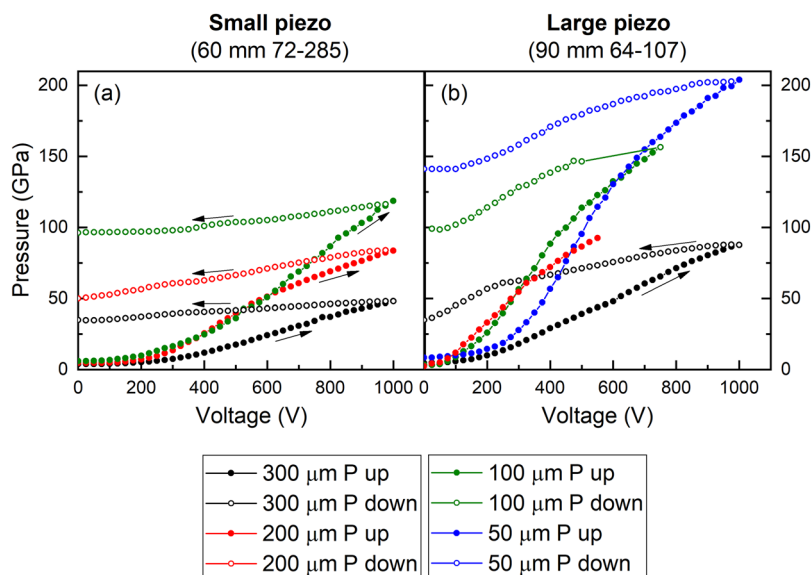 Small piezo
(60 mm 72-285)
Large piezo
(90 mm 64-107)
(a)
(b)
Pressure (GPa)
200
150
100
50
0
200
150
100
50
0
0 200 400 600 800 1000
0 200 400 600 800 1000
Voltage (V)
Voltage (V)
300 µm P up
300 µm P down
200 µm P up
200 µm P down
100 µm P up
100 µm P down
50 µm P up
50 µm P down